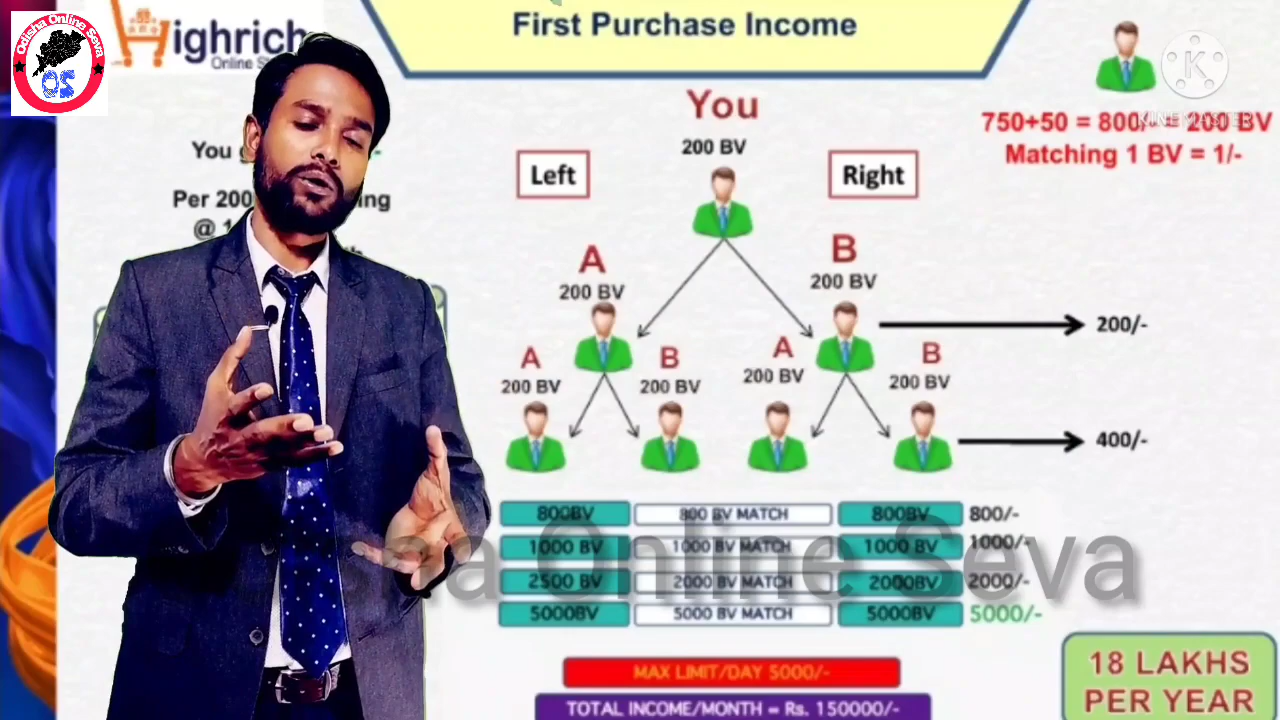 Odisha Online Seva
OS
ighrich
Online
First Purchase Income
K
KINEMASTER
750+50 = 800/- = 200 BV
Matching 1 BV = 1/-
You
200 BV
Left
Right
You
Per 200
ing
@
A
200 BV
B
200 BV
200/-
A
200 BV
B
200 BV
A
200 BV
B
200 BV
400/-
800BV 800 BV MATCH 800BV 800/-
1000 BV 1000 BV MATCH 1000 BV 1000/-
2500 BV 2000 BV MATCH 2000BV 2000/-
5000BV 5000 BV MATCH 5000BV 5000/-
Online Seva
MAX LIMIT/DAY 5000/-
TOTAL INCOME/MONTH = Rs. 150000/-
18 LAKHS
PER YEAR